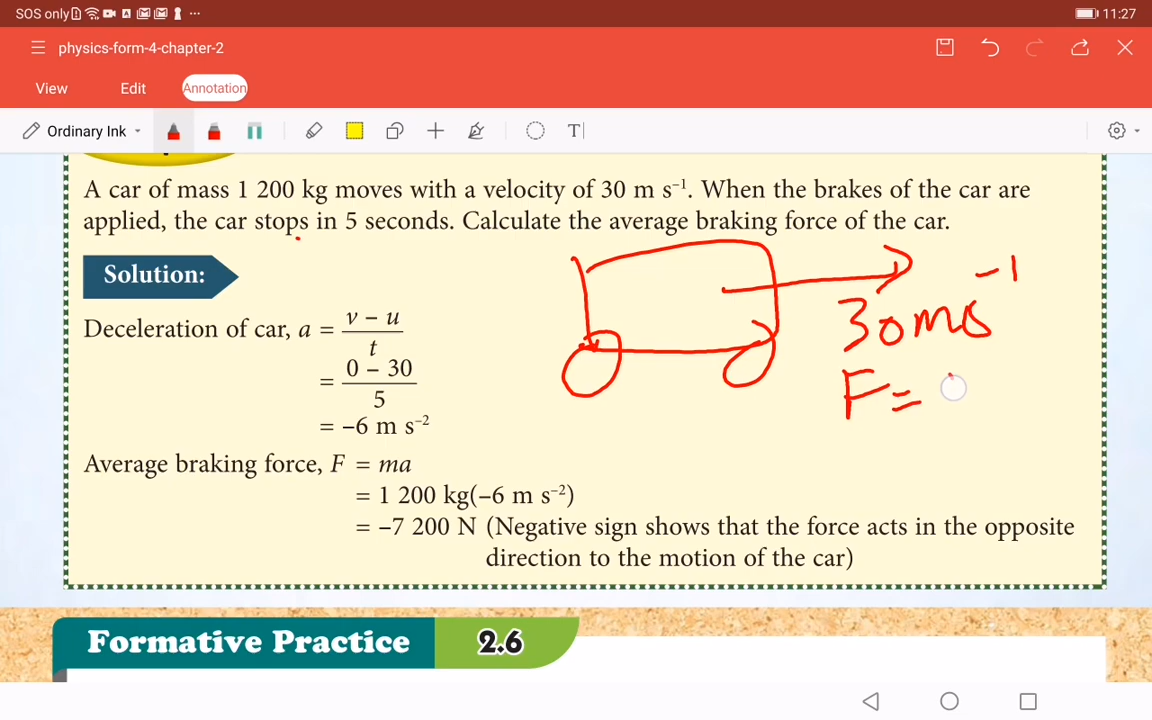 SOS only 11:27
physics-form-4-chapter-2
View Edit Annotation
Ordinary Ink T
A car of mass 1 200 kg moves with a velocity of 30 m s⁻¹. When the brakes of the car are
applied, the car stops in 5 seconds. Calculate the average braking force of the car.
Solution:
Deceleration of car, a = v – u / t
= 0 – 30 / 5
= –6 m s⁻²
30ms⁻¹
F =
Average braking force, F = ma
= 1 200 kg(–6 m s⁻²)
= –7 200 N (Negative sign shows that the force acts in the opposite
direction to the motion of the car)
Formative Practice 2.6